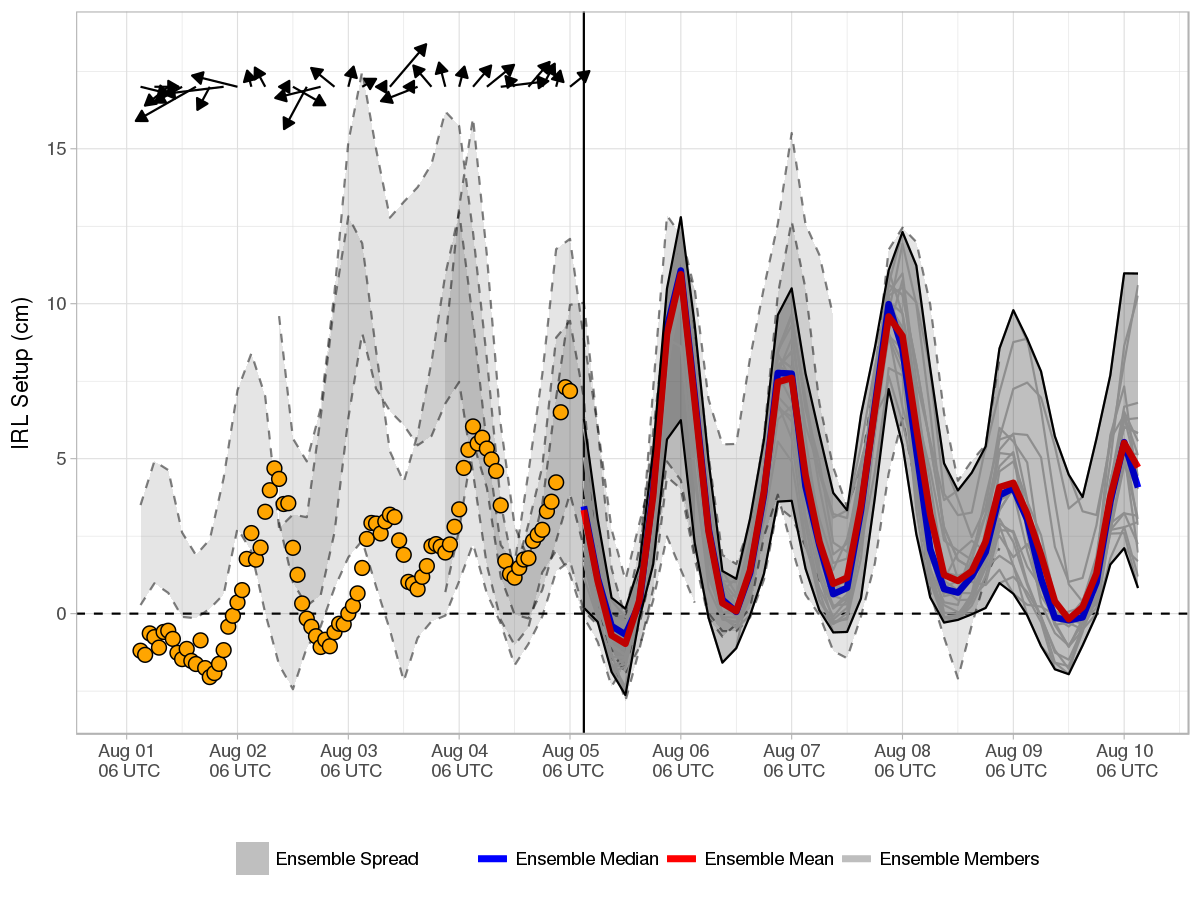 IRL Setup (cm)
15
10
5
0
Aug 01 Aug 02 Aug 03 Aug 04 Aug 05 Aug 06 Aug 07 Aug 08 Aug 09 Aug 10
06 UTC 06 UTC 06 UTC 06 UTC 06 UTC 06 UTC 06 UTC 06 UTC 06 UTC 06 UTC
Ensemble Spread Ensemble Median Ensemble Mean Ensemble Members